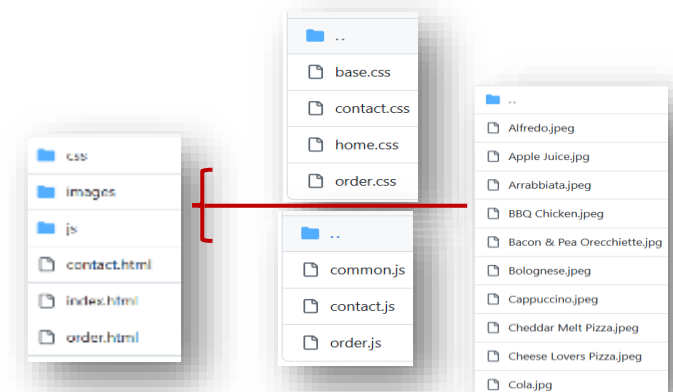 css
images
js
contact.html
index.html
order.html
..
base.css
contact.css
home.css
order.css
..
common.js
contact.js
order.js
..
Alfredo.jpeg
Apple Juice.jpg
Arrabbiata.jpeg
BBQ Chicken.jpeg
Bacon & Pea Orecchiette.jpg
Bolognese.jpeg
Cappuccino.jpeg
Cheddar Melt Pizza.jpeg
Cheese Lovers Pizza.jpeg
Cola.jpg